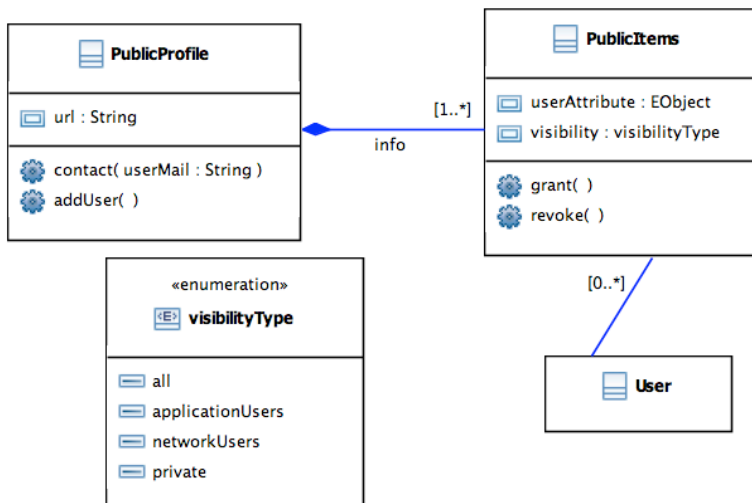 PublicProfile
url : String
contact( userMail : String )
addUser( )
[1..*]
info
PublicItems
userAttribute : EObject
visibility : visibilityType
grant( )
revoke( )
[0..*]
User
«enumeration»
<E> visibilityType
all
applicationUsers
networkUsers
private